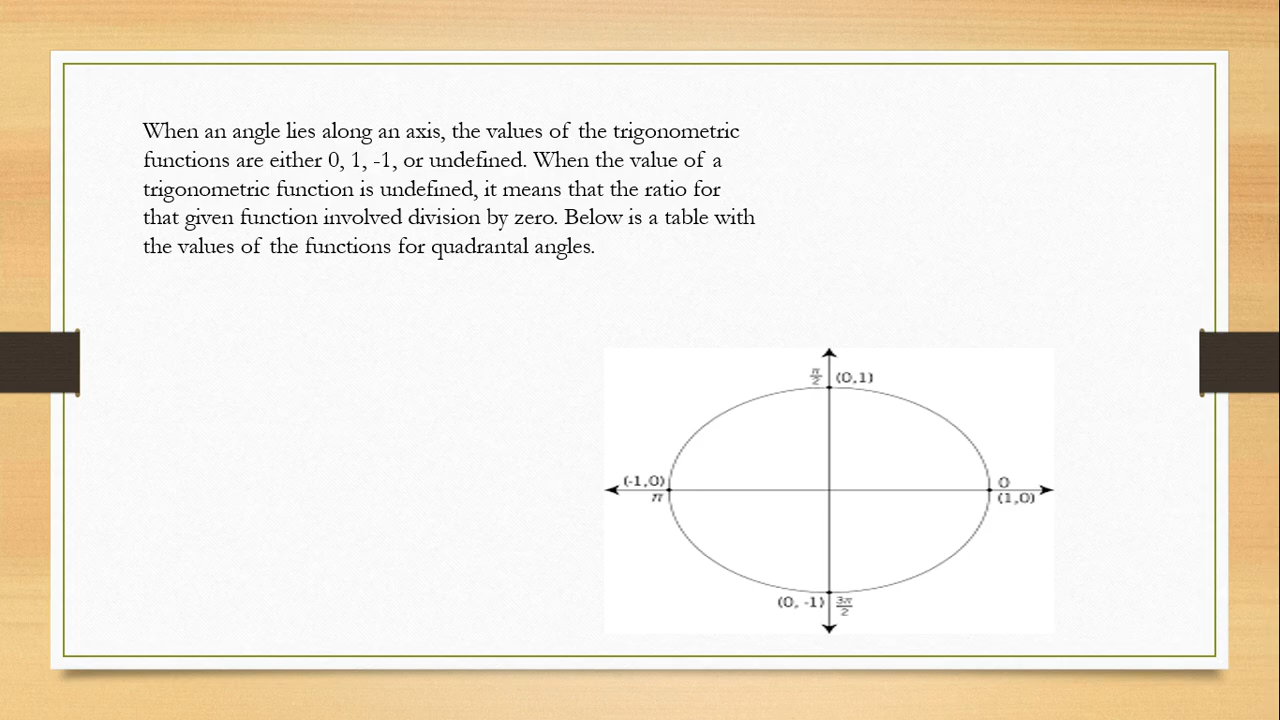 When an angle lies along an axis, the values of the trigonometric
functions are either 0, 1, -1, or undefined. When the value of a
trigonometric function is undefined, it means that the ratio for
that given function involved division by zero. Below is a table with
the values of the functions for quadrantal angles.
π/2 (0,1)
(-1,0) 0
π (1,0)
(0, -1) 3π/2